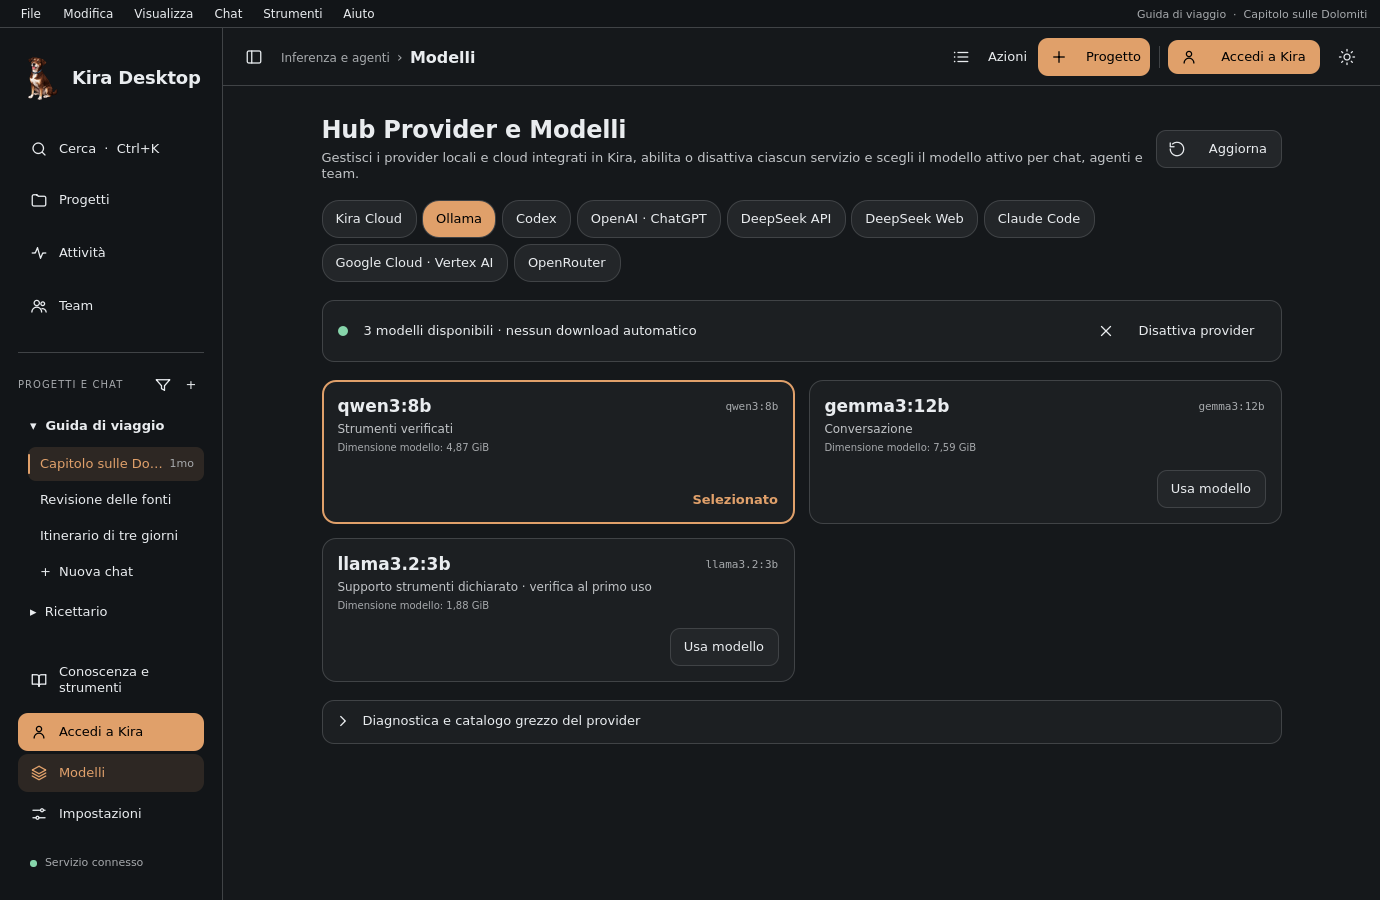 File Modifica Visualizza Chat Strumenti Aiuto
Guida di viaggio · Capitolo sulle Dolomiti
Kira Desktop
Cerca · Ctrl+K
Progetti
Attività
Team
PROGETTI E CHAT +
▾ Guida di viaggio
Capitolo sulle Do... 1mo
Revisione delle fonti
Itinerario di tre giorni
+ Nuova chat
▸ Ricettario
Conoscenza e
strumenti
Accedi a Kira
Modelli
Impostazioni
Servizio connesso
Inferenza e agenti › Modelli
Azioni
Progetto
Accedi a Kira
Hub Provider e Modelli
Gestisci i provider locali e cloud integrati in Kira, abilita o disattiva ciascun servizio e scegli il modello attivo per chat, agenti e
team.
Aggiorna
Kira Cloud
Ollama
Codex
OpenAI · ChatGPT
DeepSeek API
DeepSeek Web
Claude Code
Google Cloud · Vertex AI
OpenRouter
3 modelli disponibili · nessun download automatico
Disattiva provider
qwen3:8b qwen3:8b
Strumenti verificati
Dimensione modello: 4,87 GiB
Selezionato
gemma3:12b gemma3:12b
Conversazione
Dimensione modello: 7,59 GiB
Usa modello
llama3.2:3b llama3.2:3b
Supporto strumenti dichiarato · verifica al primo uso
Dimensione modello: 1,88 GiB
Usa modello
Diagnostica e catalogo grezzo del provider